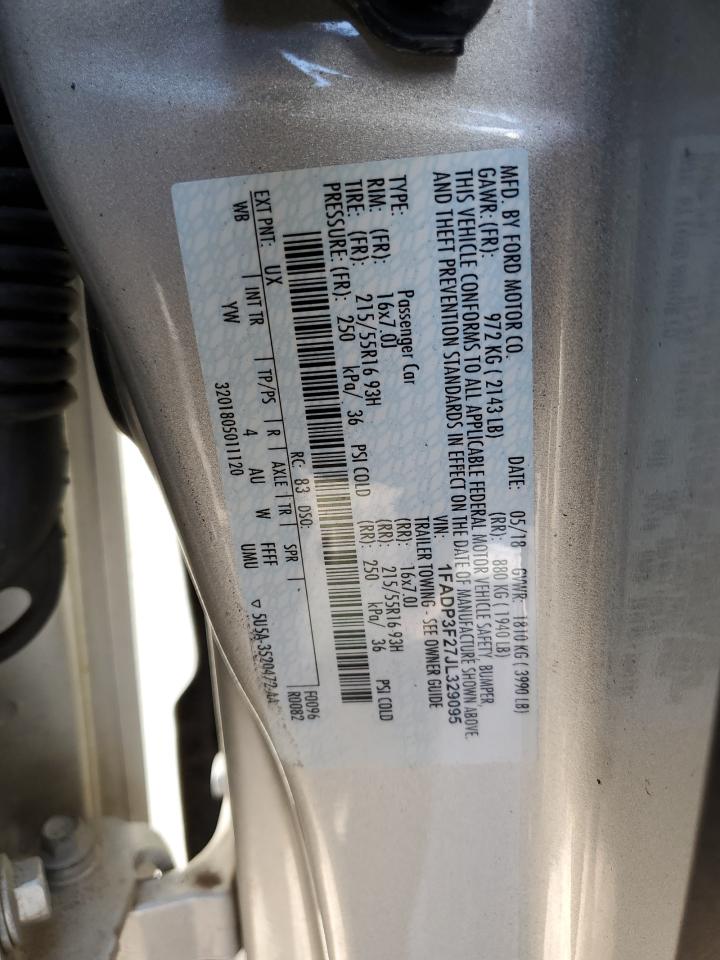 MFD. BY FORD MOTOR CO.
DATE: 05/18 GVWR: 1810 KG ( 3990 LB)
GAWR: (FR): 972 KG ( 2143 LB) (RR): 880 KG ( 1940 LB)
THIS VEHICLE CONFORMS TO ALL APPLICABLE FEDERAL MOTOR VEHICLE SAFETY, BUMPER,
AND THEFT PREVENTION STANDARDS IN EFFECT ON THE DATE OF MANUFACTURE SHOWN ABOVE.
VIN: 1FADP3F27JL329095
TYPE: Passenger Car TRAILER TOWING - SEE OWNER GUIDE
RIM: (FR): 16x7.0J (RR): 16x7.0J
TIRE: (FR): 215/55R16 93H (RR): 215/55R16 93H
PRESSURE: (FR): 250 kPa/ 36 PSI COLD (RR): 250 kPa/ 36 PSI COLD
F0096
R0082
EXT PNT: UX RC: 83 DSO:
WB INT TR TP/PS R AXLE TR SPR
YW 4 AU W FFFF
UMU
3201805011120
5U5A-3520472-AA